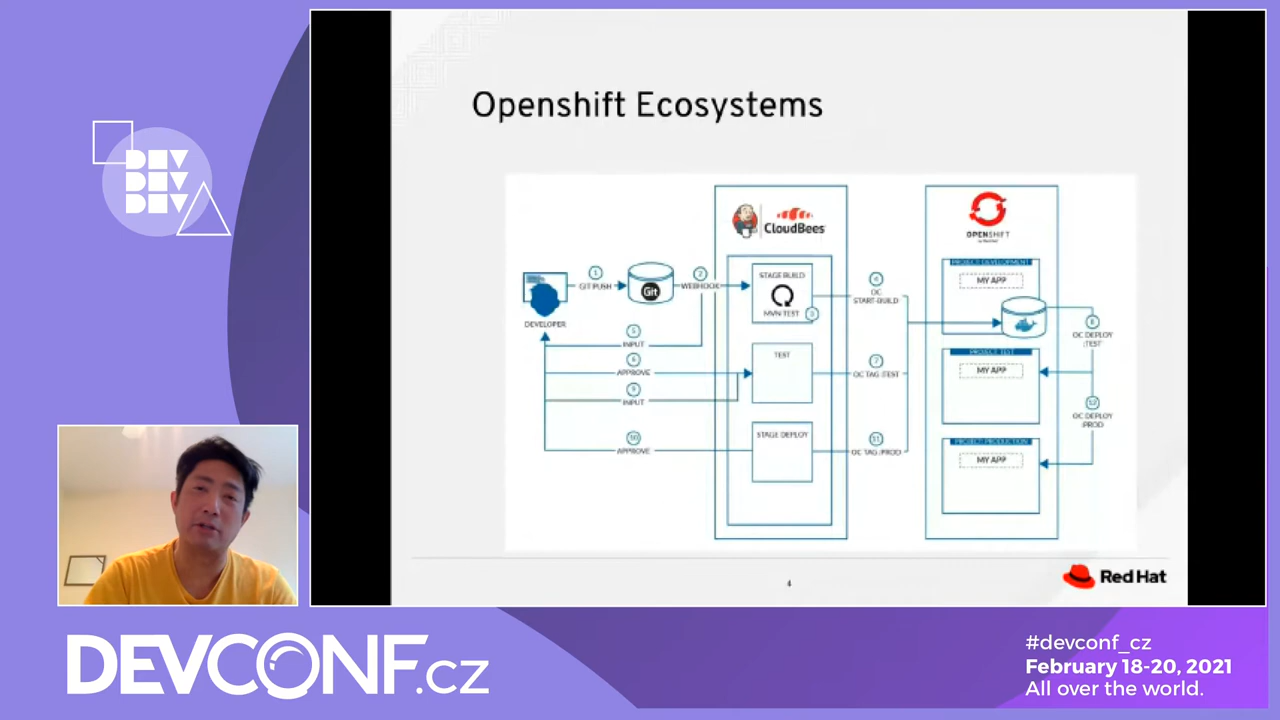 DEV
DEV
DEV
Openshift Ecosystems
CloudBees
OPENSHIFT
PROJECT DEVELOPMENT
MY APP
STAGE BUILD
MVN TEST
3
1
GIT PUSH
Git
2
WEBHOOK
4
OC
START-BUILD
DEVELOPER
5
INPUT
6
APPROVE
9
INPUT
10
APPROVE
TEST
7
OC TAG :TEST
STAGE DEPLOY
11
OC TAG :PROD
8
OC DEPLOY
:TEST
PROJECT TEST
MY APP
12
OC DEPLOY
:PROD
PROJECT PRODUCTION
MY APP
4
Red Hat
DEVCONF.cz
#devconf_cz
February 18-20, 2021
All over the world.